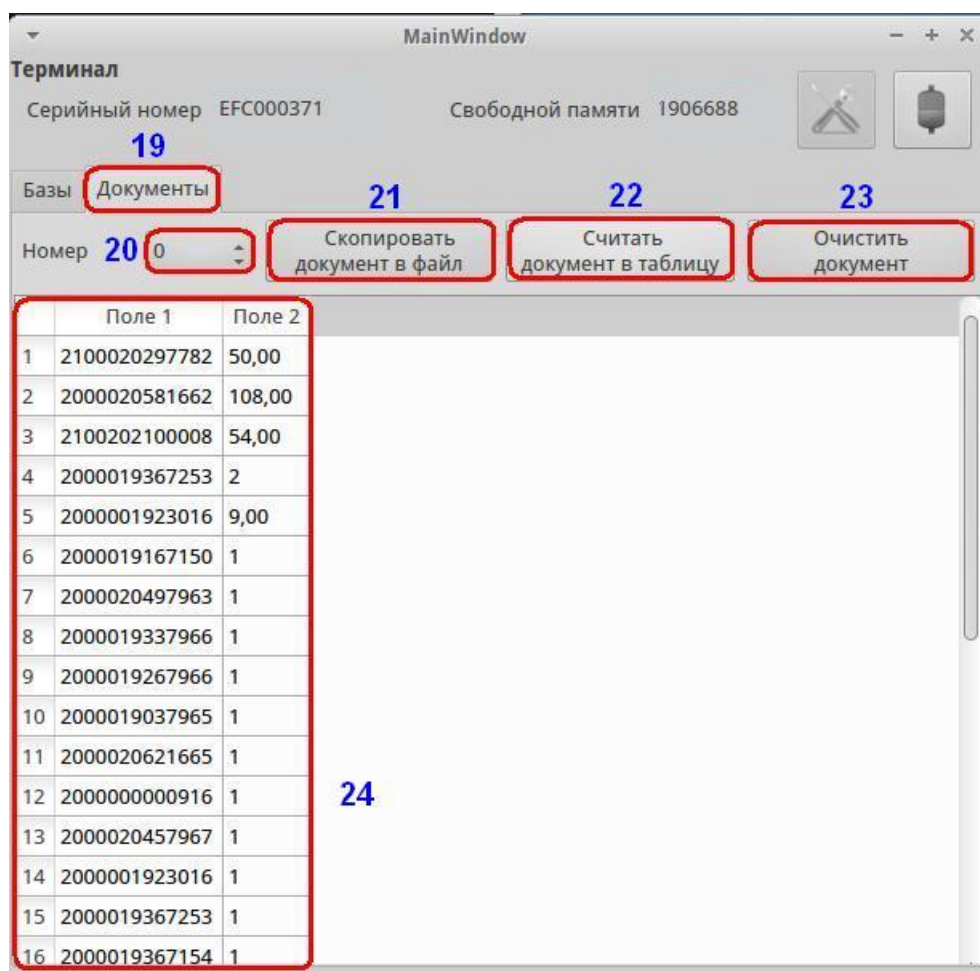 MainWindow
Терминал
Серийный номер EFC000371 Свободной памяти 1906688
19
Базы Документы 21 22 23
Номер 20 0 Скопировать документ в файл Считать документ в таблицу Очистить документ
Поле 1 Поле 2
1 2100020297782 50,00
2 2000020581662 108,00
3 2100202100008 54,00
4 2000019367253 2
5 2000001923016 9,00
6 2000019167150 1
7 2000020497963 1
8 2000019337966 1
9 2000019267966 1
10 2000019037965 1
11 2000020621665 1
12 2000000000916 1 24
13 2000020457967 1
14 2000001923016 1
15 2000019367253 1
16 2000019367154 1